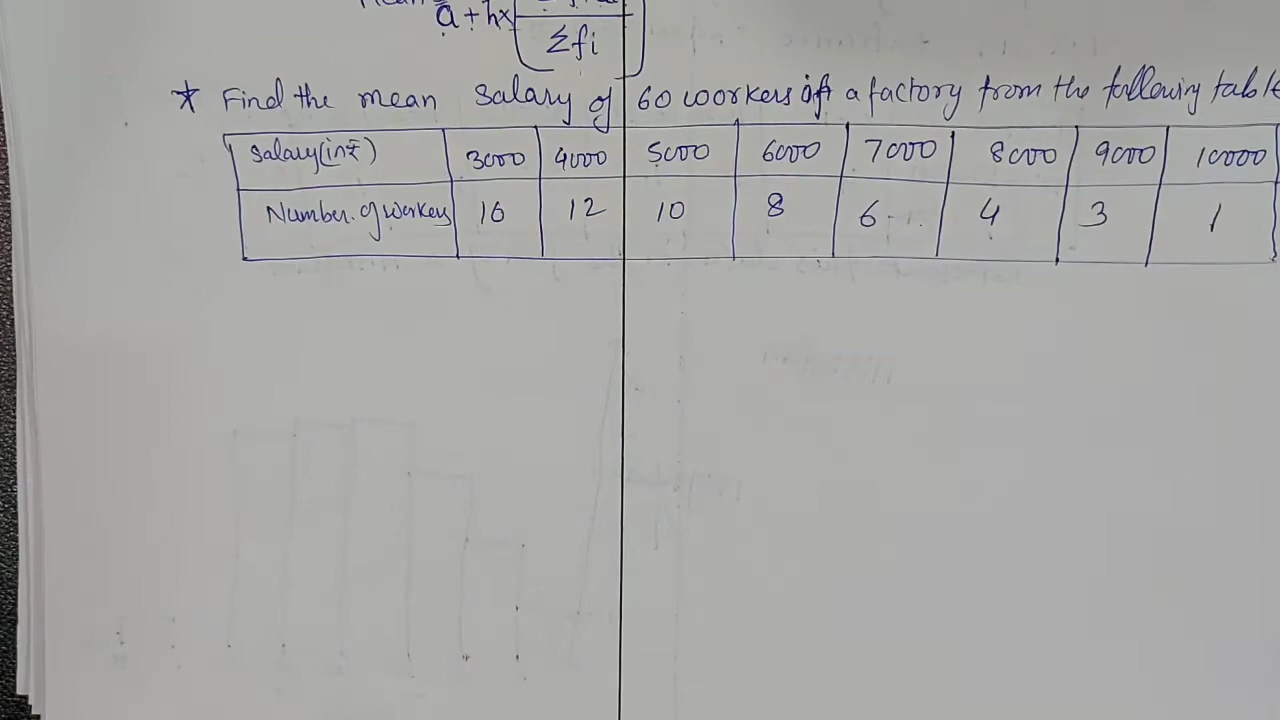 a + hx
Σfi
* Find the mean salary of 60 workers of a factory from the following table
Salary(in₹) 3000 4000 5000 6000 7000 8000 9000 10000
Number of workers 16 12 10 8 6 4 3 1